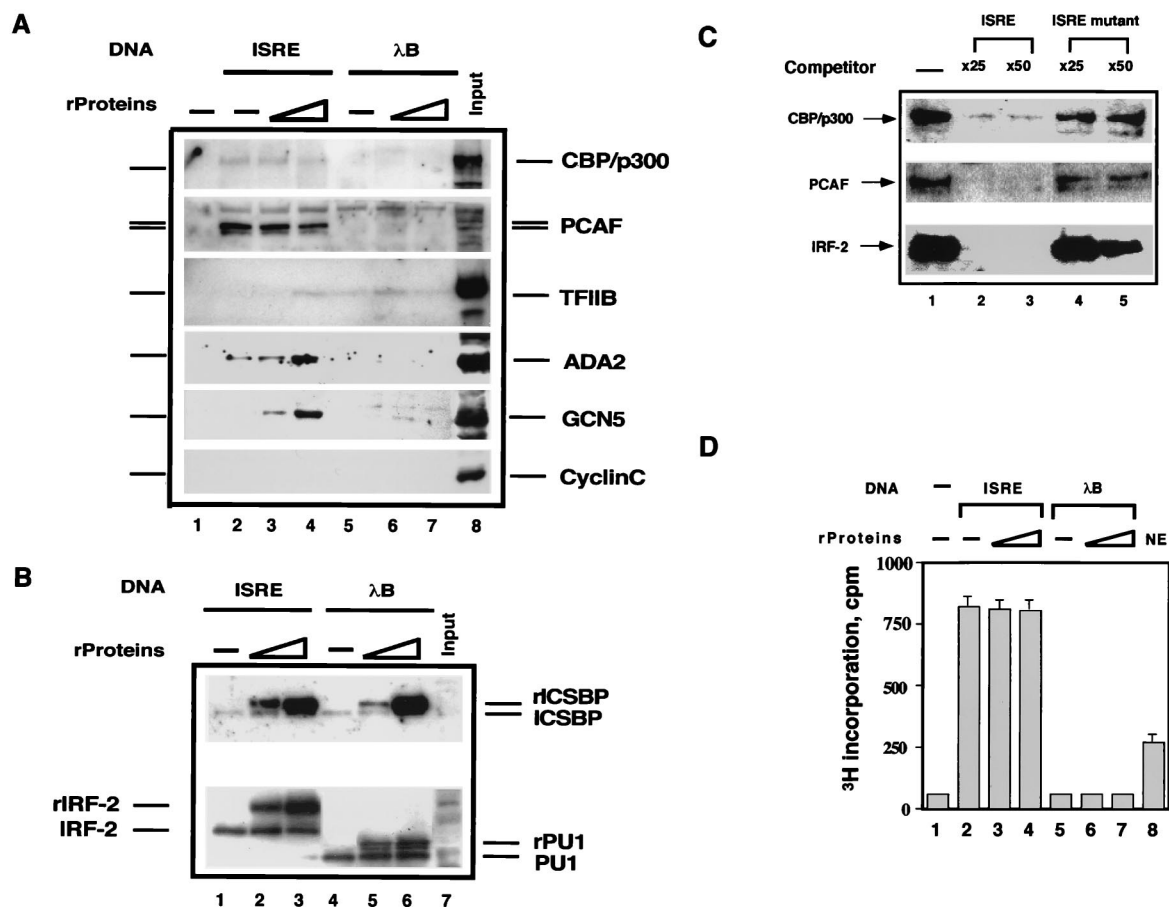 A
DNA ISRE λB Input
rProteins — —  —
CBP/p300
PCAF
TFIIB
ADA2
GCN5
CyclinC
1 2 3 4 5 6 7 8
B
DNA ISRE λB Input
rProteins — —
rICSBP
ICSBP
rIRF-2
IRF-2
rPU1
PU1
1 2 3 4 5 6 7
C
ISRE ISRE mutant
Competitor — x25 x50 x25 x50
CBP/p300
PCAF
IRF-2
1 2 3 4 5
D
DNA — ISRE λB
rProteins — — — NE
1000
750
250
0
³H incorporation, cpm
1 2 3 4 5 6 7 8